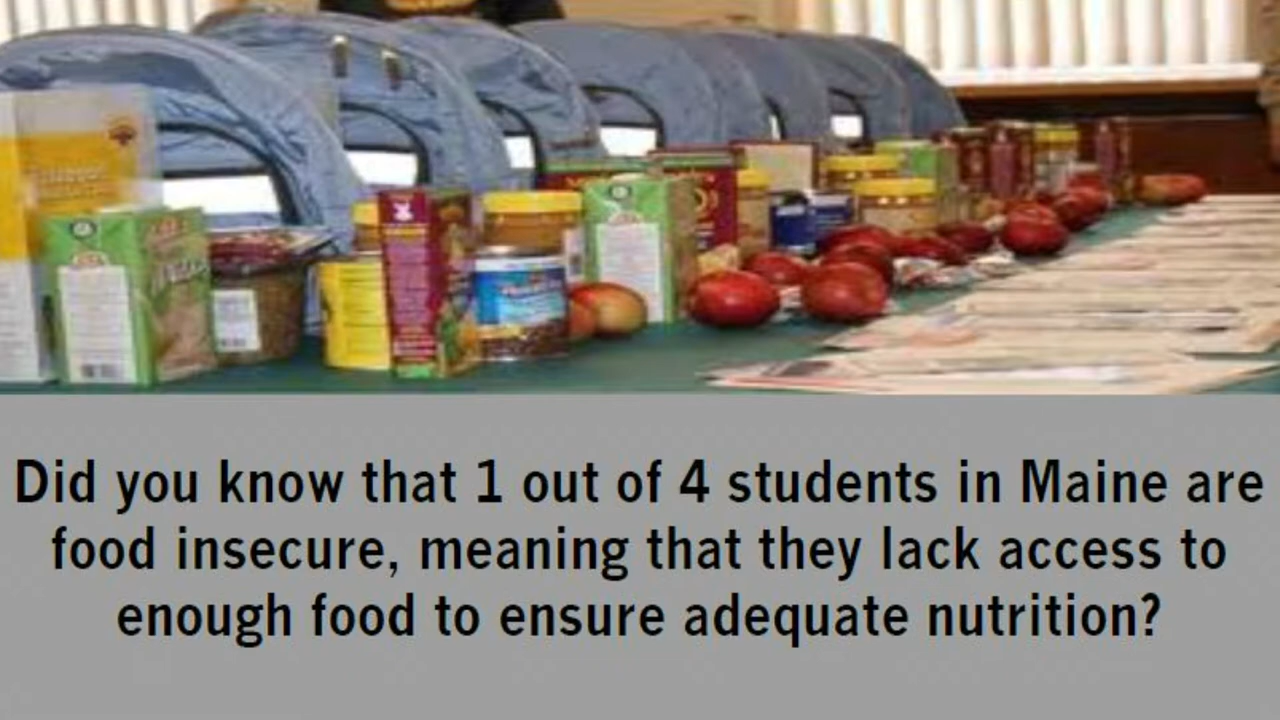 Did you know that 1 out of 4 students in Maine are
food insecure, meaning that they lack access to
enough food to ensure adequate nutrition?